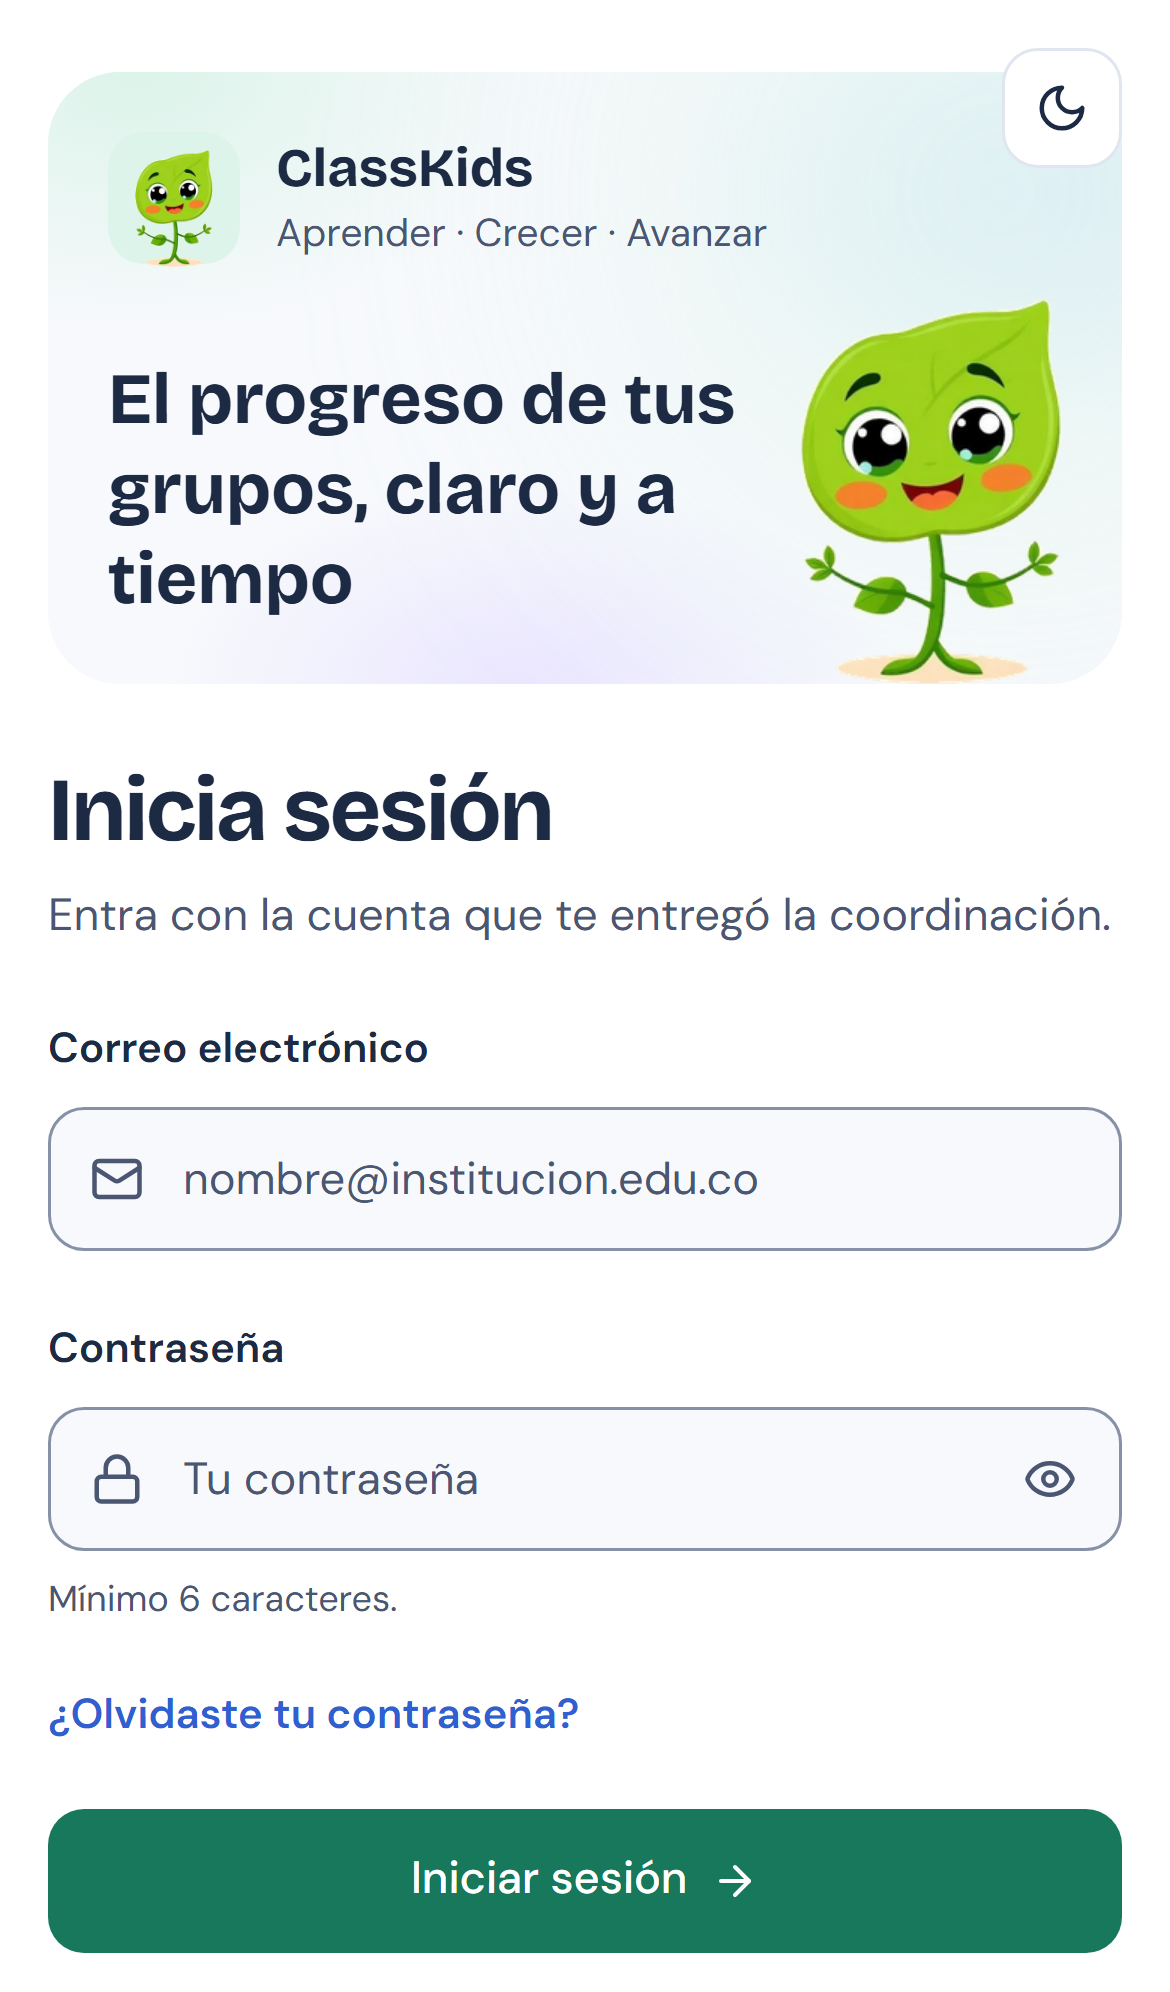 ClassKids
Aprender · Crecer · Avanzar
El progreso de tus
grupos, claro y a
tiempo
Inicia sesión
Entra con la cuenta que te entregó la coordinación.
Correo electrónico
nombre@institucion.edu.co
Contraseña
Tu contraseña
Mínimo 6 caracteres.
¿Olvidaste tu contraseña?
Iniciar sesión →